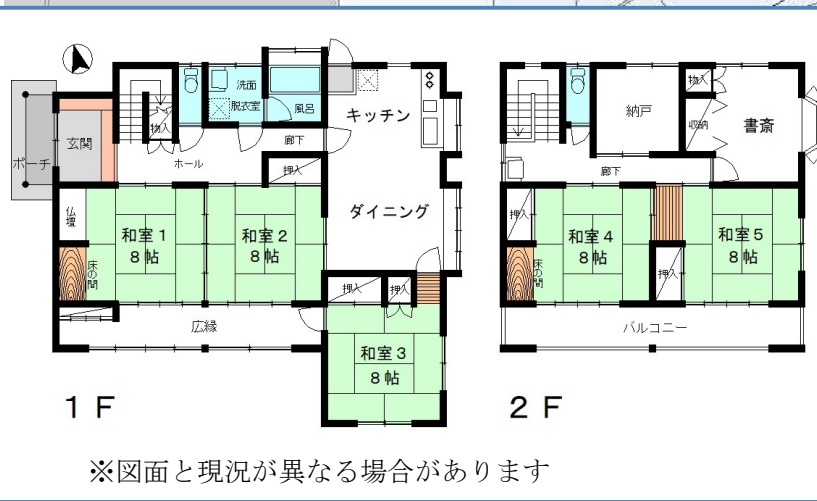 キッチン
洗面
脱衣室
風呂
物入
玄関
ポーチ
ホール
廊下
押入
仏壇
和室1
8帖
和室2
8帖
床の間
ダイニング
広縁
押入
押入
和室3
8帖
1F
物入
納戸
収納
書斎
廊下
押入
和室4
8帖
床の間
和室5
8帖
押入
バルコニー
2F
※図面と現況が異なる場合があります